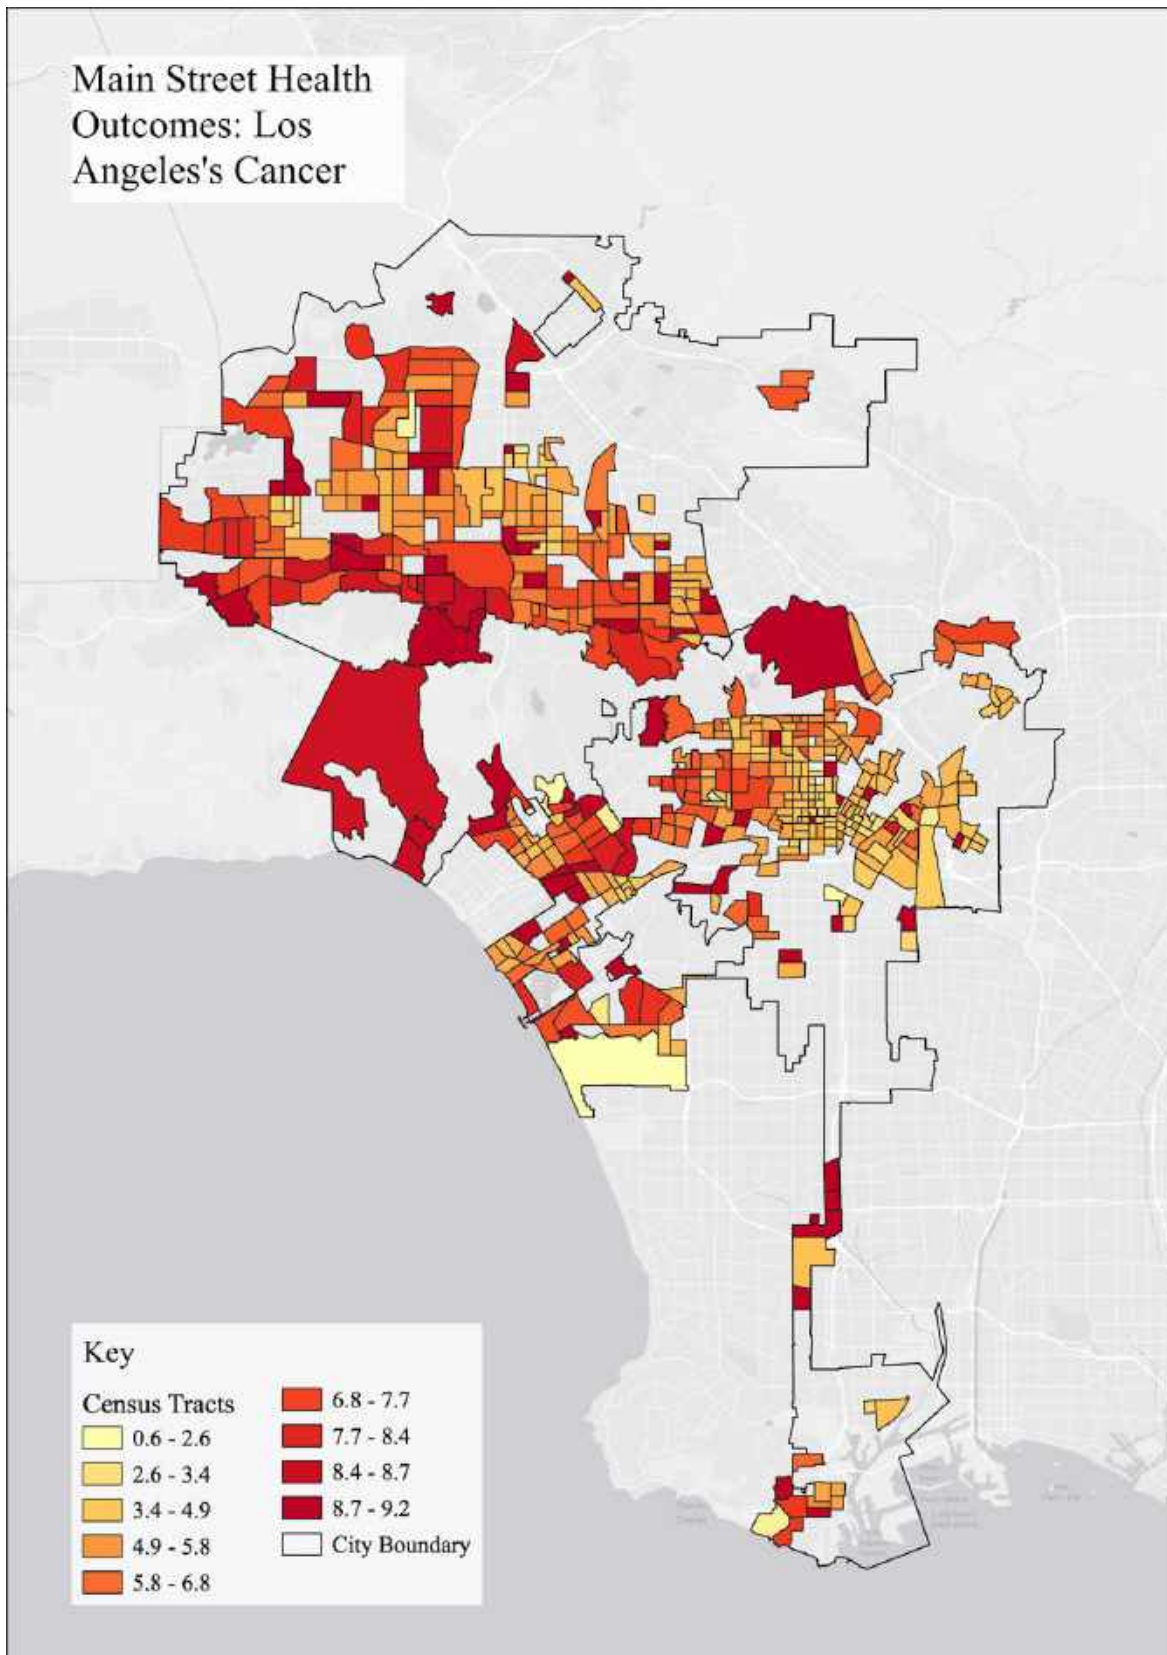 Main Street Health
Outcomes: Los
Angeles's Cancer
Key
Census Tracts
0.6 - 2.6
2.6 - 3.4
3.4 - 4.9
4.9 - 5.8
5.8 - 6.8
6.8 - 7.7
7.7 - 8.4
8.4 - 8.7
8.7 - 9.2
City Boundary